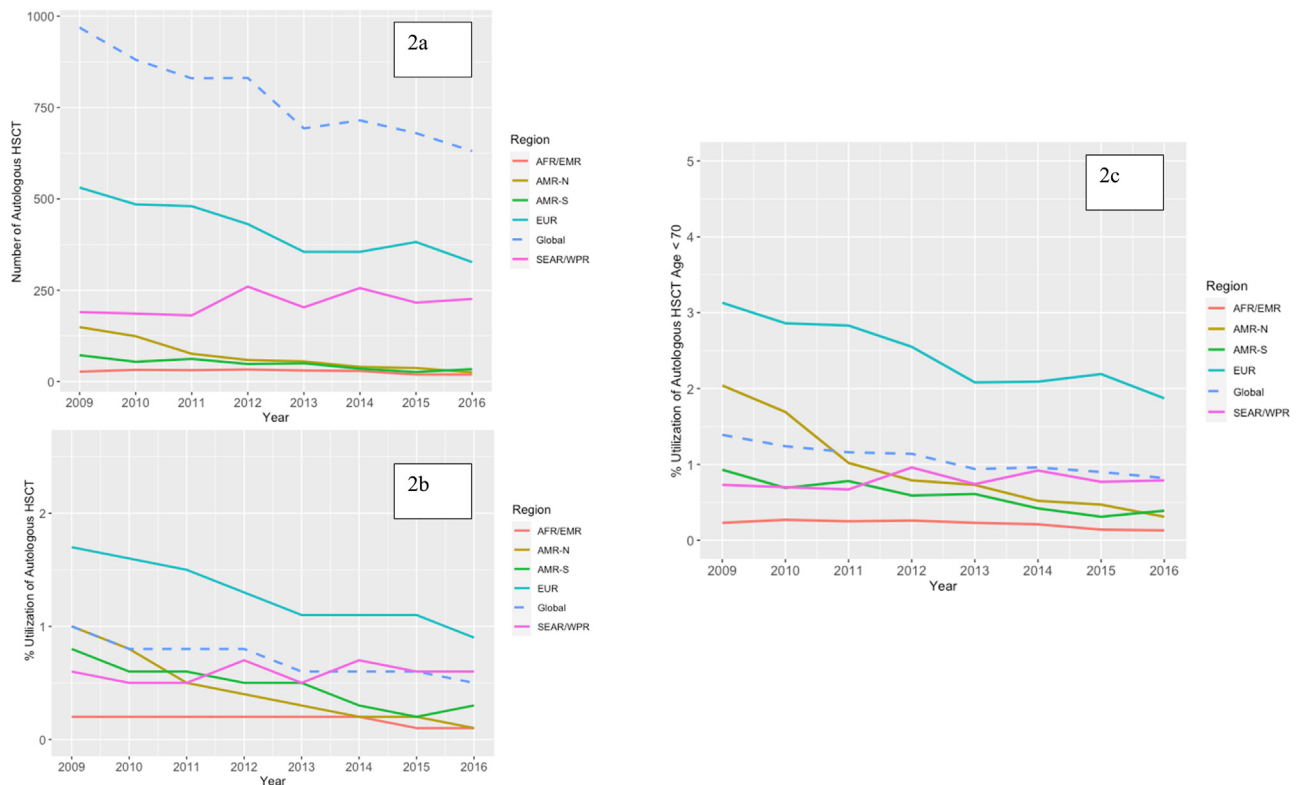 1000
750
500
250
0
Number of Autologous HSCT
2a
2009 2010 2011 2012 2013 2014 2015 2016
Year
Region
AFR/EMR
AMR-N
AMR-S
EUR
Global
SEAR/WPR
2
1
0
% Utilization of Autologous HSCT
2b
2009 2010 2011 2012 2013 2014 2015 2016
Year
Region
AFR/EMR
AMR-N
AMR-S
EUR
Global
SEAR/WPR
5
4
3
2
1
0
% Utilization of Autologous HSCT Age < 70
2c
2009 2010 2011 2012 2013 2014 2015 2016
Year
Region
AFR/EMR
AMR-N
AMR-S
EUR
Global
SEAR/WPR